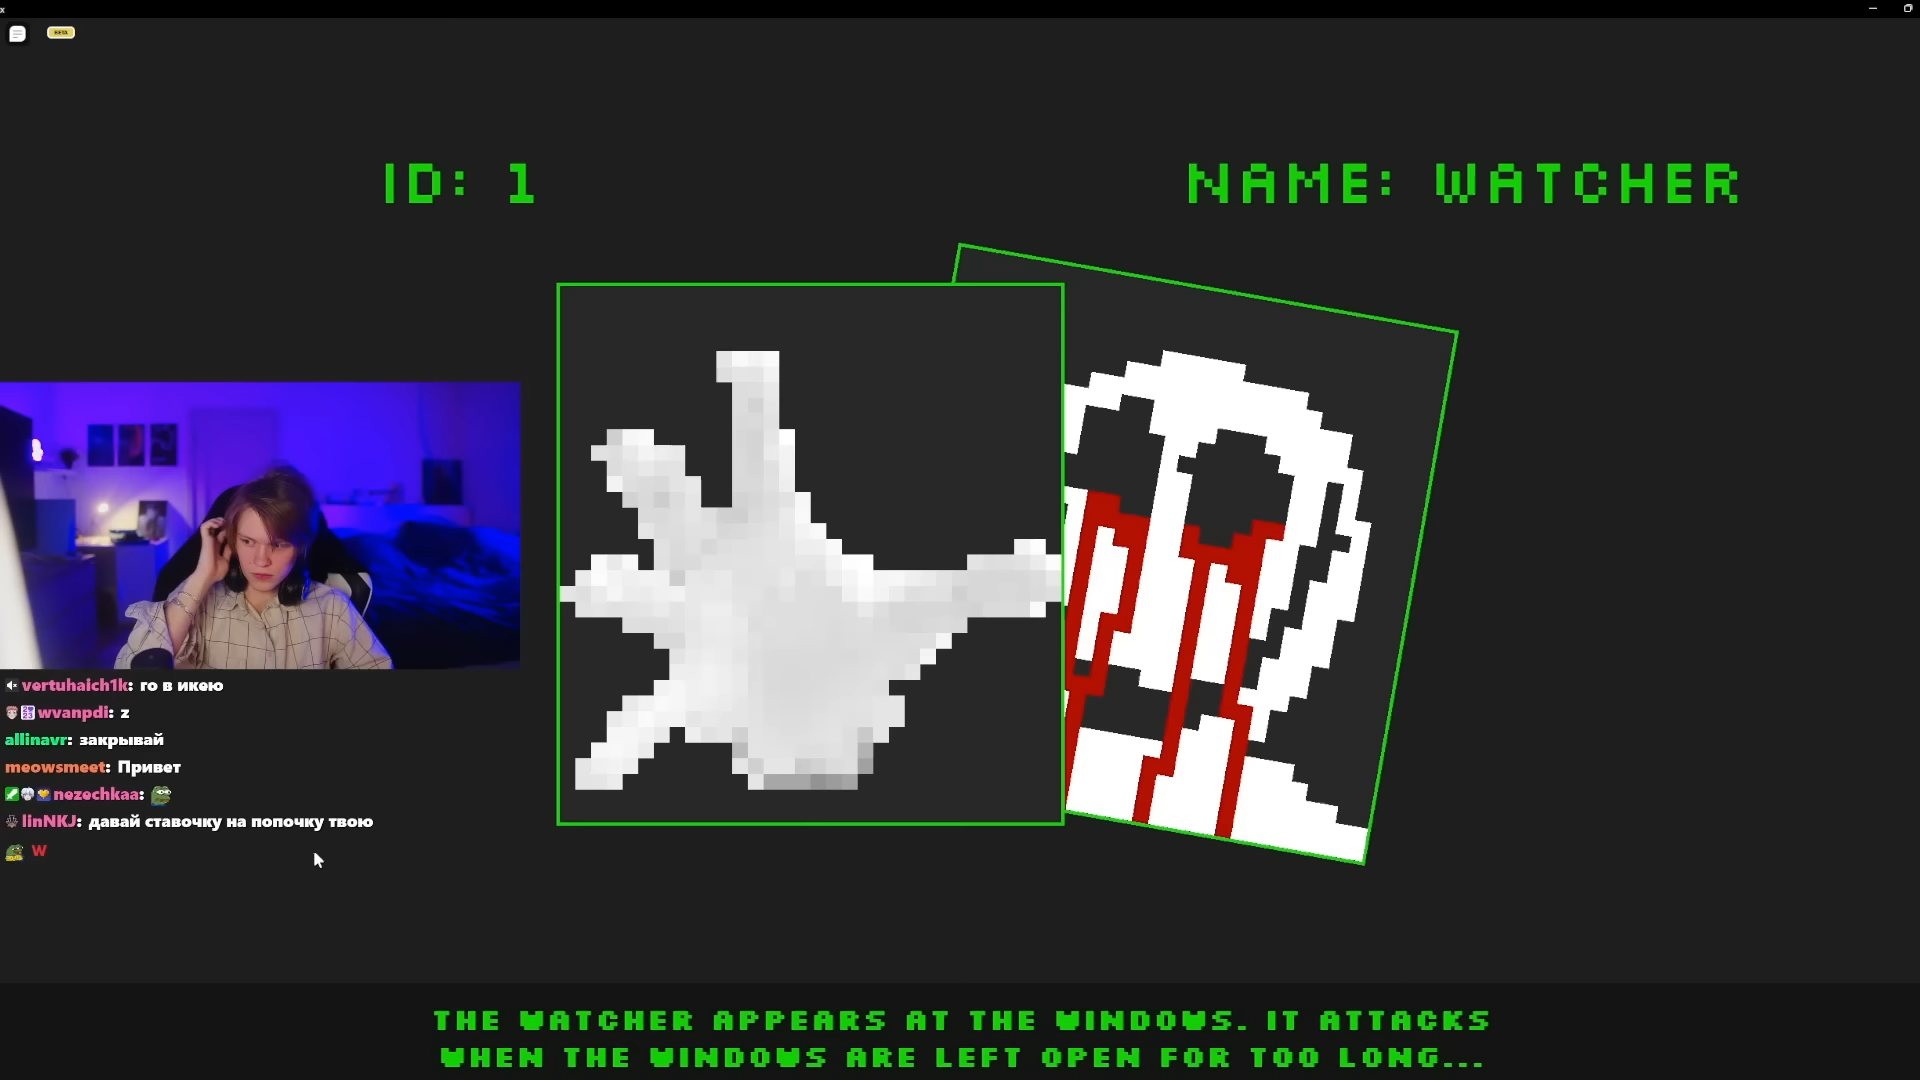 x
BETA
ID: 1
NAME: WATCHER
vertuhaich1k: го в икею
wvanpdi: z
allinavr: закрывай
meowsmeet: Привет
nezechkaa:
linNKJ: давай ставочку на попочку твою
W
THE WATCHER APPEARS AT THE WINDOWS. IT ATTACKS
WHEN THE WINDOWS ARE LEFT OPEN FOR TOO LONG...